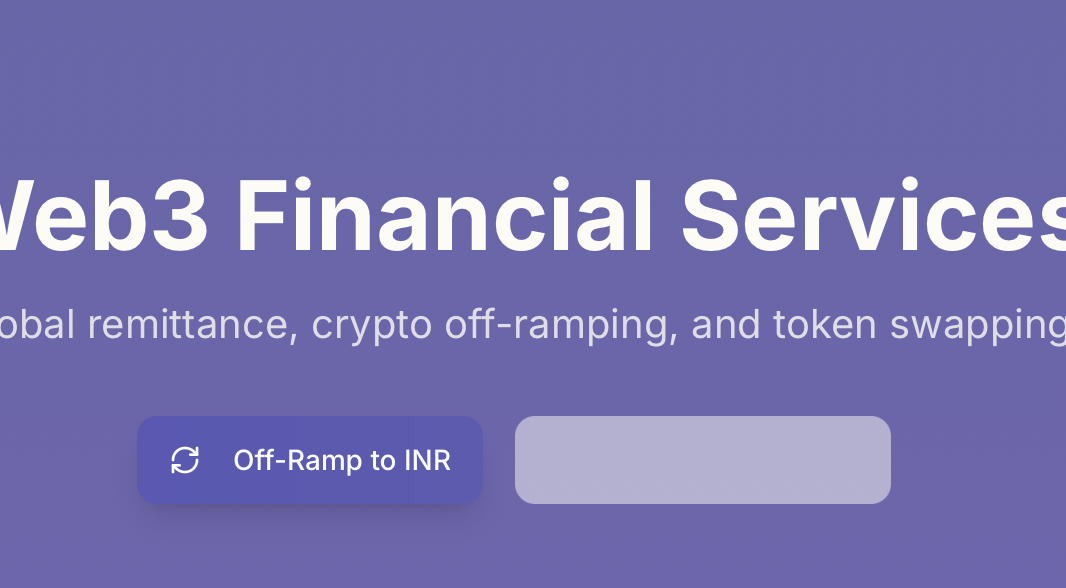 Web3 Financial Services
obal remittance, crypto off-ramping, and token swapping
Off-Ramp to INR